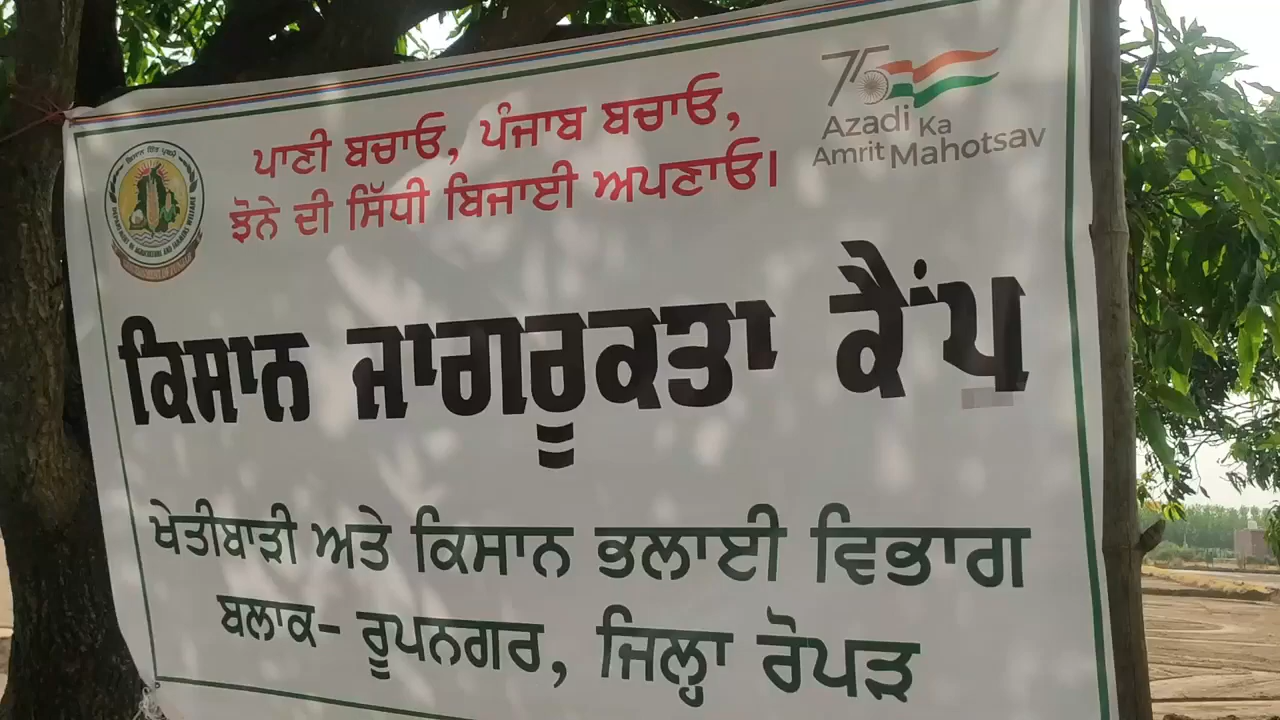 ਪਾਣੀ ਬਚਾਓ, ਪੰਜਾਬ ਬਚਾਓ,
ਝੋਨੇ ਦੀ ਸਿੱਧੀ ਬਿਜਾਈ ਅਪਣਾਓ।
75
Azadi Ka
Amrit Mahotsav
ਕਿਸਾਨ ਜਾਗਰੂਕਤਾ ਕੈਂਪ
ਖੇਤੀਬਾੜੀ ਅਤੇ ਕਿਸਾਨ ਭਲਾਈ ਵਿਭਾਗ
ਬਲਾਕ- ਰੂਪਨਗਰ, ਜਿਲ੍ਹਾ ਰੋਪੜ